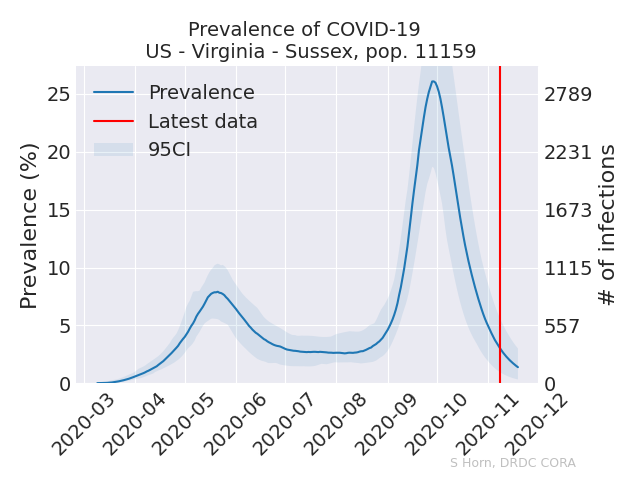 Prevalence of COVID-19
US - Virginia - Sussex, pop. 11159
Prevalence
Latest data
95CI
Prevalence (%)
25
20
15
10
5
0
2789
2231
1673
1115
557
0
# of infections
2020-03
2020-04
2020-05
2020-06
2020-07
2020-08
2020-09
2020-10
2020-11
2020-12
S Horn, DRDC CORA